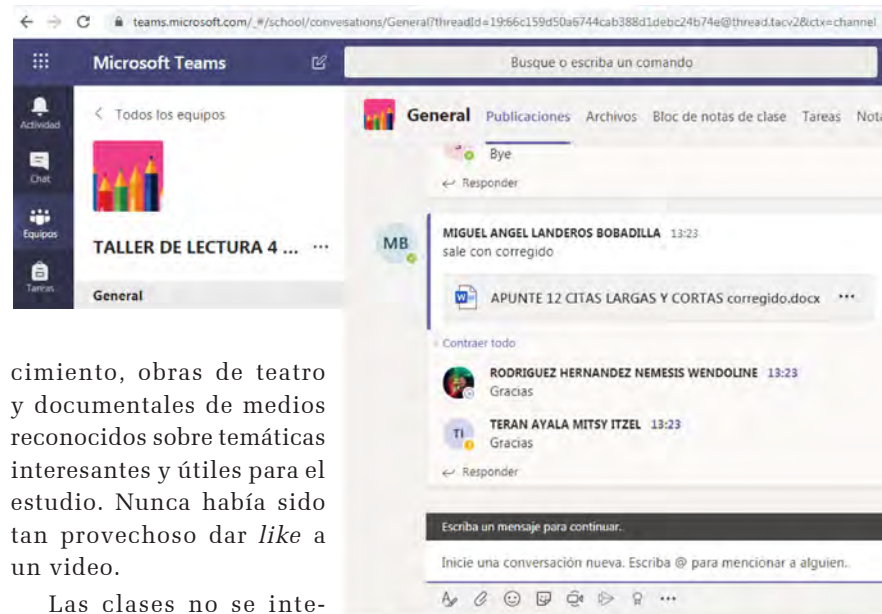 teams.microsoft.com/_#/school/conversations/General?threadId=19:66c159d50a6744cab388d1debc24b74e@thread.tacv2&ctx=channel
Microsoft Teams
Busque o escriba un comando
Actividad
Chat
Equipos
Tareas
< Todos los equipos
TALLER DE LECTURA 4 ... ...
General
General Publicaciones Archivos Bloc de notas de clase Tareas Nota
Bye
Responder
MB
MIGUEL ANGEL LANDEROS BOBADILLA 13:23
sale con corregido
APUNTE 12 CITAS LARGAS Y CORTAS corregido.docx ...
Contraer todo
RODRIGUEZ HERNANDEZ NEMESIS WENDOLINE 13:23
Gracias
TI
TERAN AYALA MITSY ITZEL 13:23
Gracias
Responder
Escriba un mensaje para continuar.
Inicie una conversación nueva. Escriba @ para mencionar a alguien.
cimiento, obras de teatro
y documentales de medios
reconocidos sobre temáticas
interesantes y útiles para el
estudio. Nunca había sido
tan provechoso dar like a
un video.
Las clases no se inte-